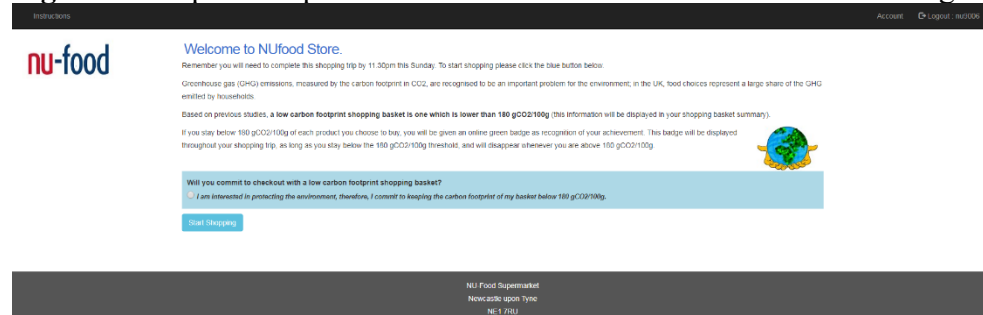 Instructions
Account Logout : nu9006
nu-food
Welcome to NUfood Store.
Remember you will need to complete this shopping trip by 11.30pm this Sunday. To start shopping please click the blue button below.
Greenhouse gas (GHG) emissions, measured by the carbon footprint in CO2, are recognised to be an important problem for the environment; in the UK, food choices represent a large share of the GHG
emitted by households
Based on previous studies, a low carbon footprint shopping basket is one which is lower than 180 gCO2/100g (this information will be displayed in your shopping basket summary).
If you stay below 180 gCO2/100g of each product you choose to buy, you will be given an online green badge as recognition of your achievement. This badge will be displayed
throughout your shopping trip, as long as you stay below the 180 gCO2/100g threshold, and will disappear whenever you are above 180 gCO2/100g
Will you commit to checkout with a low carbon footprint shopping basket?
I am interested in protecting the environment, therefore, I commit to keeping the carbon footprint of my basket below 180 gCO2/100g.
Start Shopping
NU-Food Supermarket
Newcastle upon Tyne
NE1 7RU